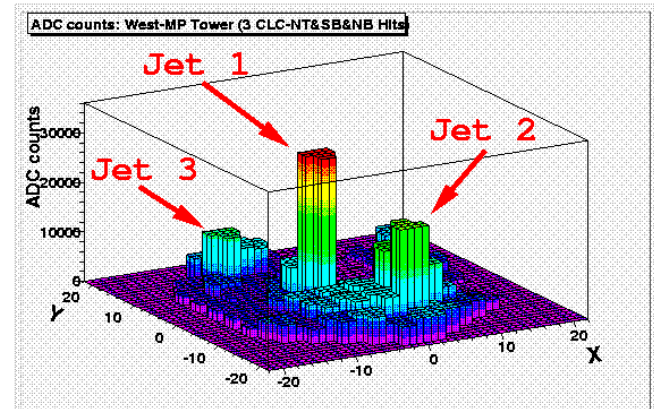 ADC counts: West-MP Tower (3 CLC-NT&SB&NB Hits)
Jet 1
Jet 2
Jet 3
ADC counts
30000
20000
10000
0
20
10
0
-10
-20
Y
-20
-10
0
10
20
X